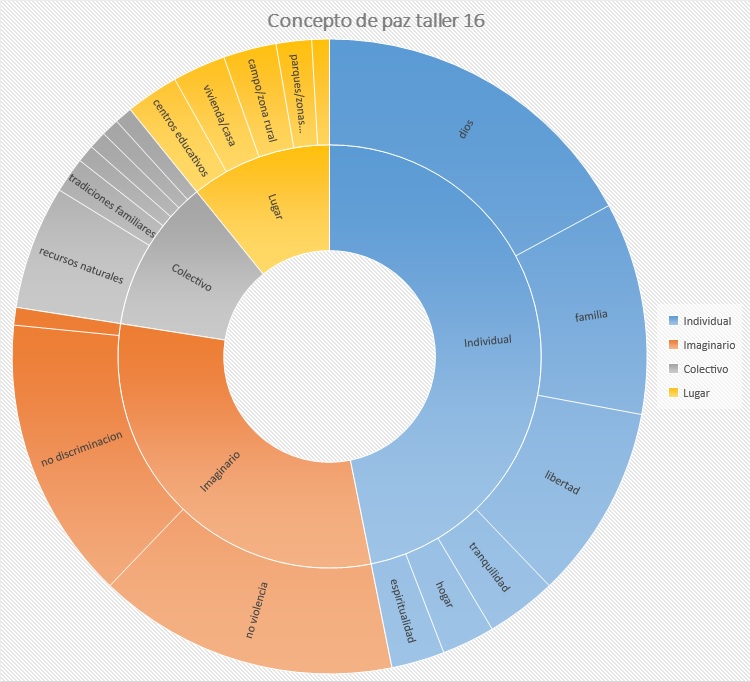 Concepto de paz taller 16
dios
familia
libertad
tranquilidad
hogar
espiritualidad
no violencia
no discriminacion
recursos naturales
tradiciones familiares
centros educativos
vivienda/casa
campo/zona rural
parques/zonas...
Individual
Imaginario
Colectivo
Lugar
Individual
Imaginario
Colectivo
Lugar